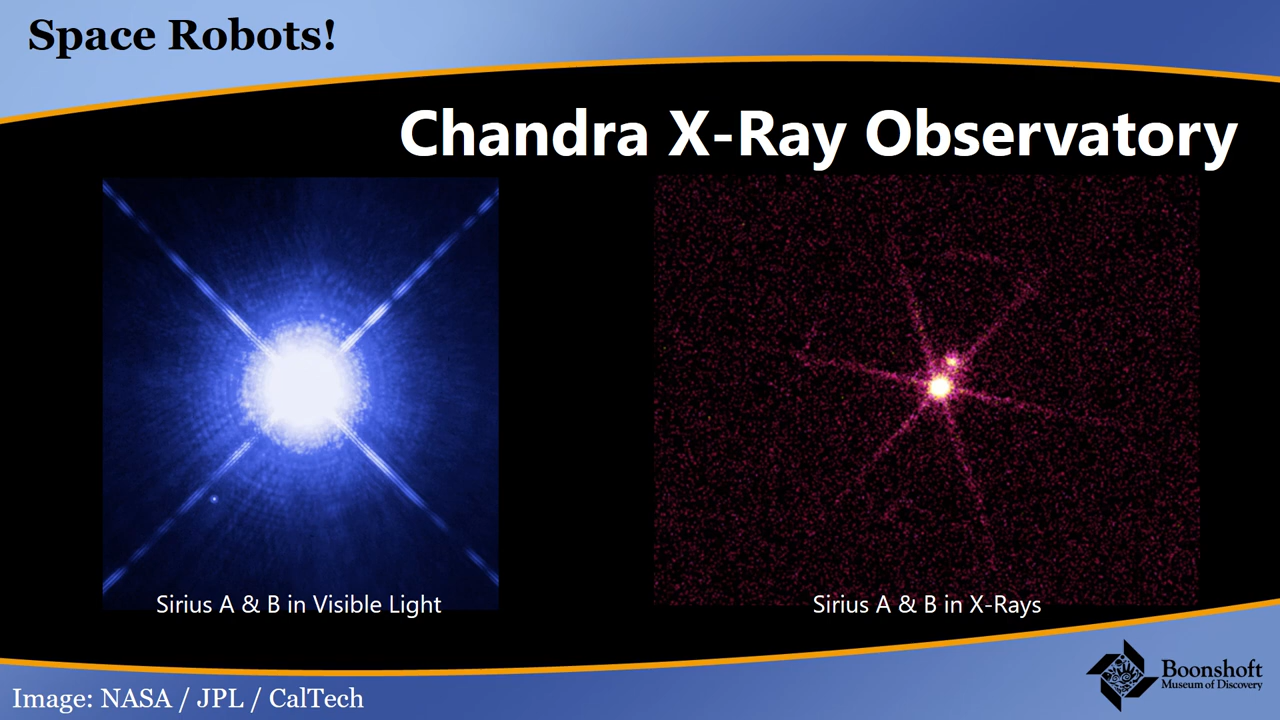 Space Robots!
Chandra X-Ray Observatory
Sirius A & B in Visible Light
Sirius A & B in X-Rays
Image: NASA / JPL / CalTech
Boonshoft
Museum of Discovery